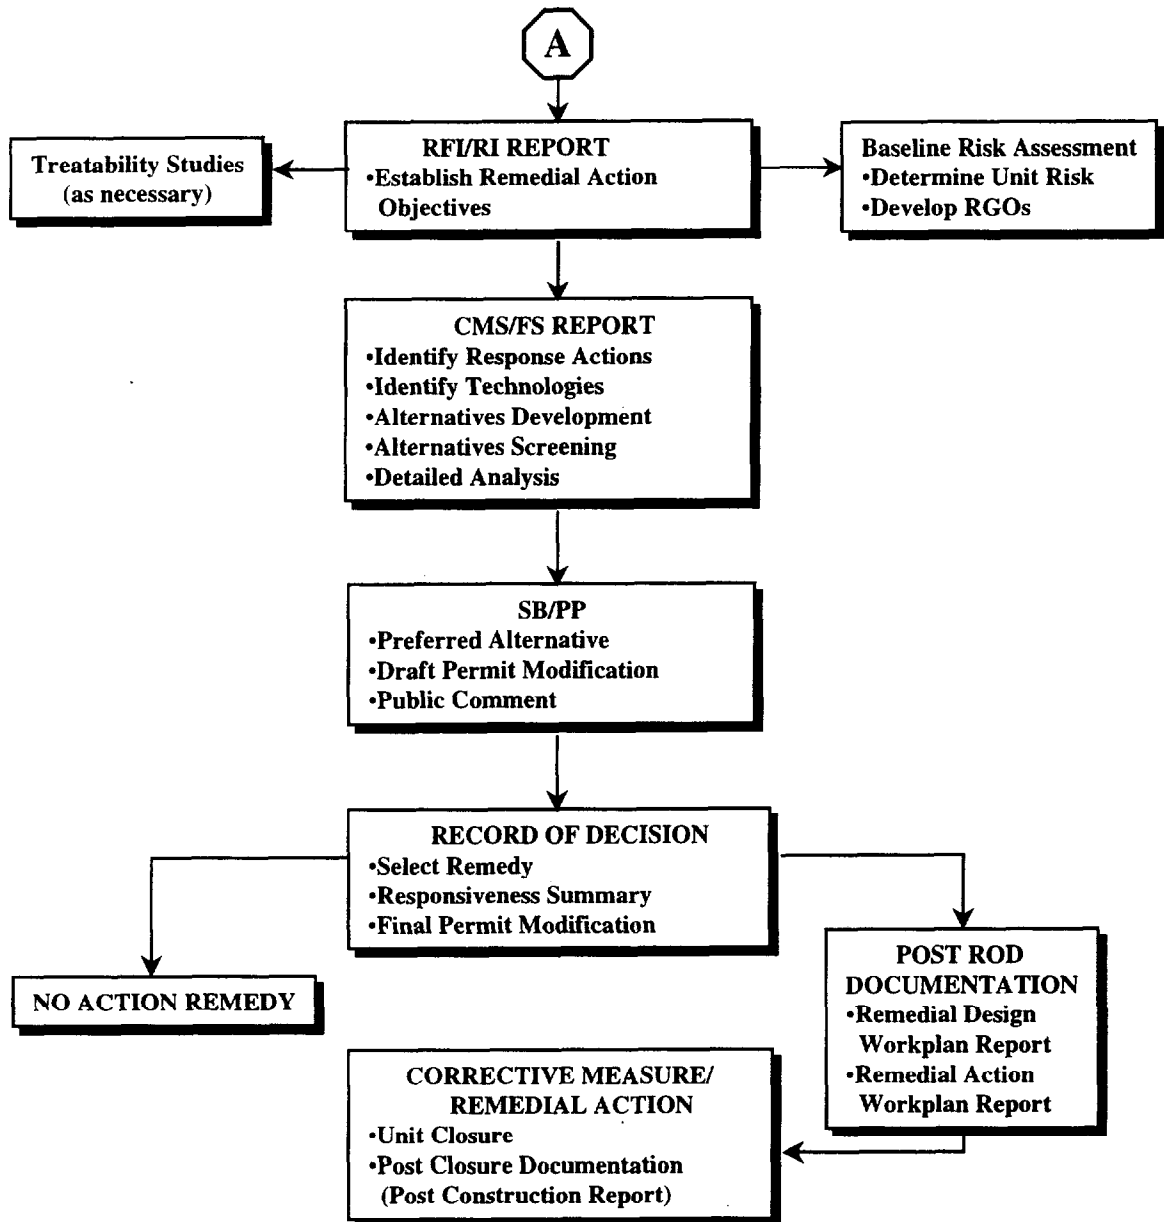 A
Treatability Studies
(as necessary)
RFI/RI REPORT
•Establish Remedial Action
Objectives
Baseline Risk Assessment
•Determine Unit Risk
•Develop RGOs
CMS/FS REPORT
•Identify Response Actions
•Identify Technologies
•Alternatives Development
•Alternatives Screening
•Detailed Analysis
SB/PP
•Preferred Alternative
•Draft Permit Modification
•Public Comment
RECORD OF DECISION
•Select Remedy
•Responsiveness Summary
•Final Permit Modification
NO ACTION REMEDY
POST ROD
DOCUMENTATION
•Remedial Design
Workplan Report
•Remedial Action
Workplan Report
CORRECTIVE MEASURE/
REMEDIAL ACTION
•Unit Closure
•Post Closure Documentation
(Post Construction Report)